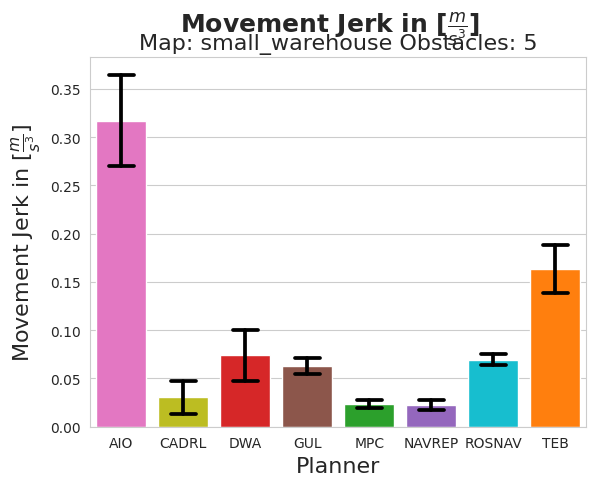 Movement Jerk in [m/s³]
Map: small_warehouse Obstacles: 5
Movement Jerk in [m/s³]
0.35
0.30
0.25
0.20
0.15
0.10
0.05
0.00
AIO CADRL DWA GUL MPC NAVREP ROSNAV TEB
Planner